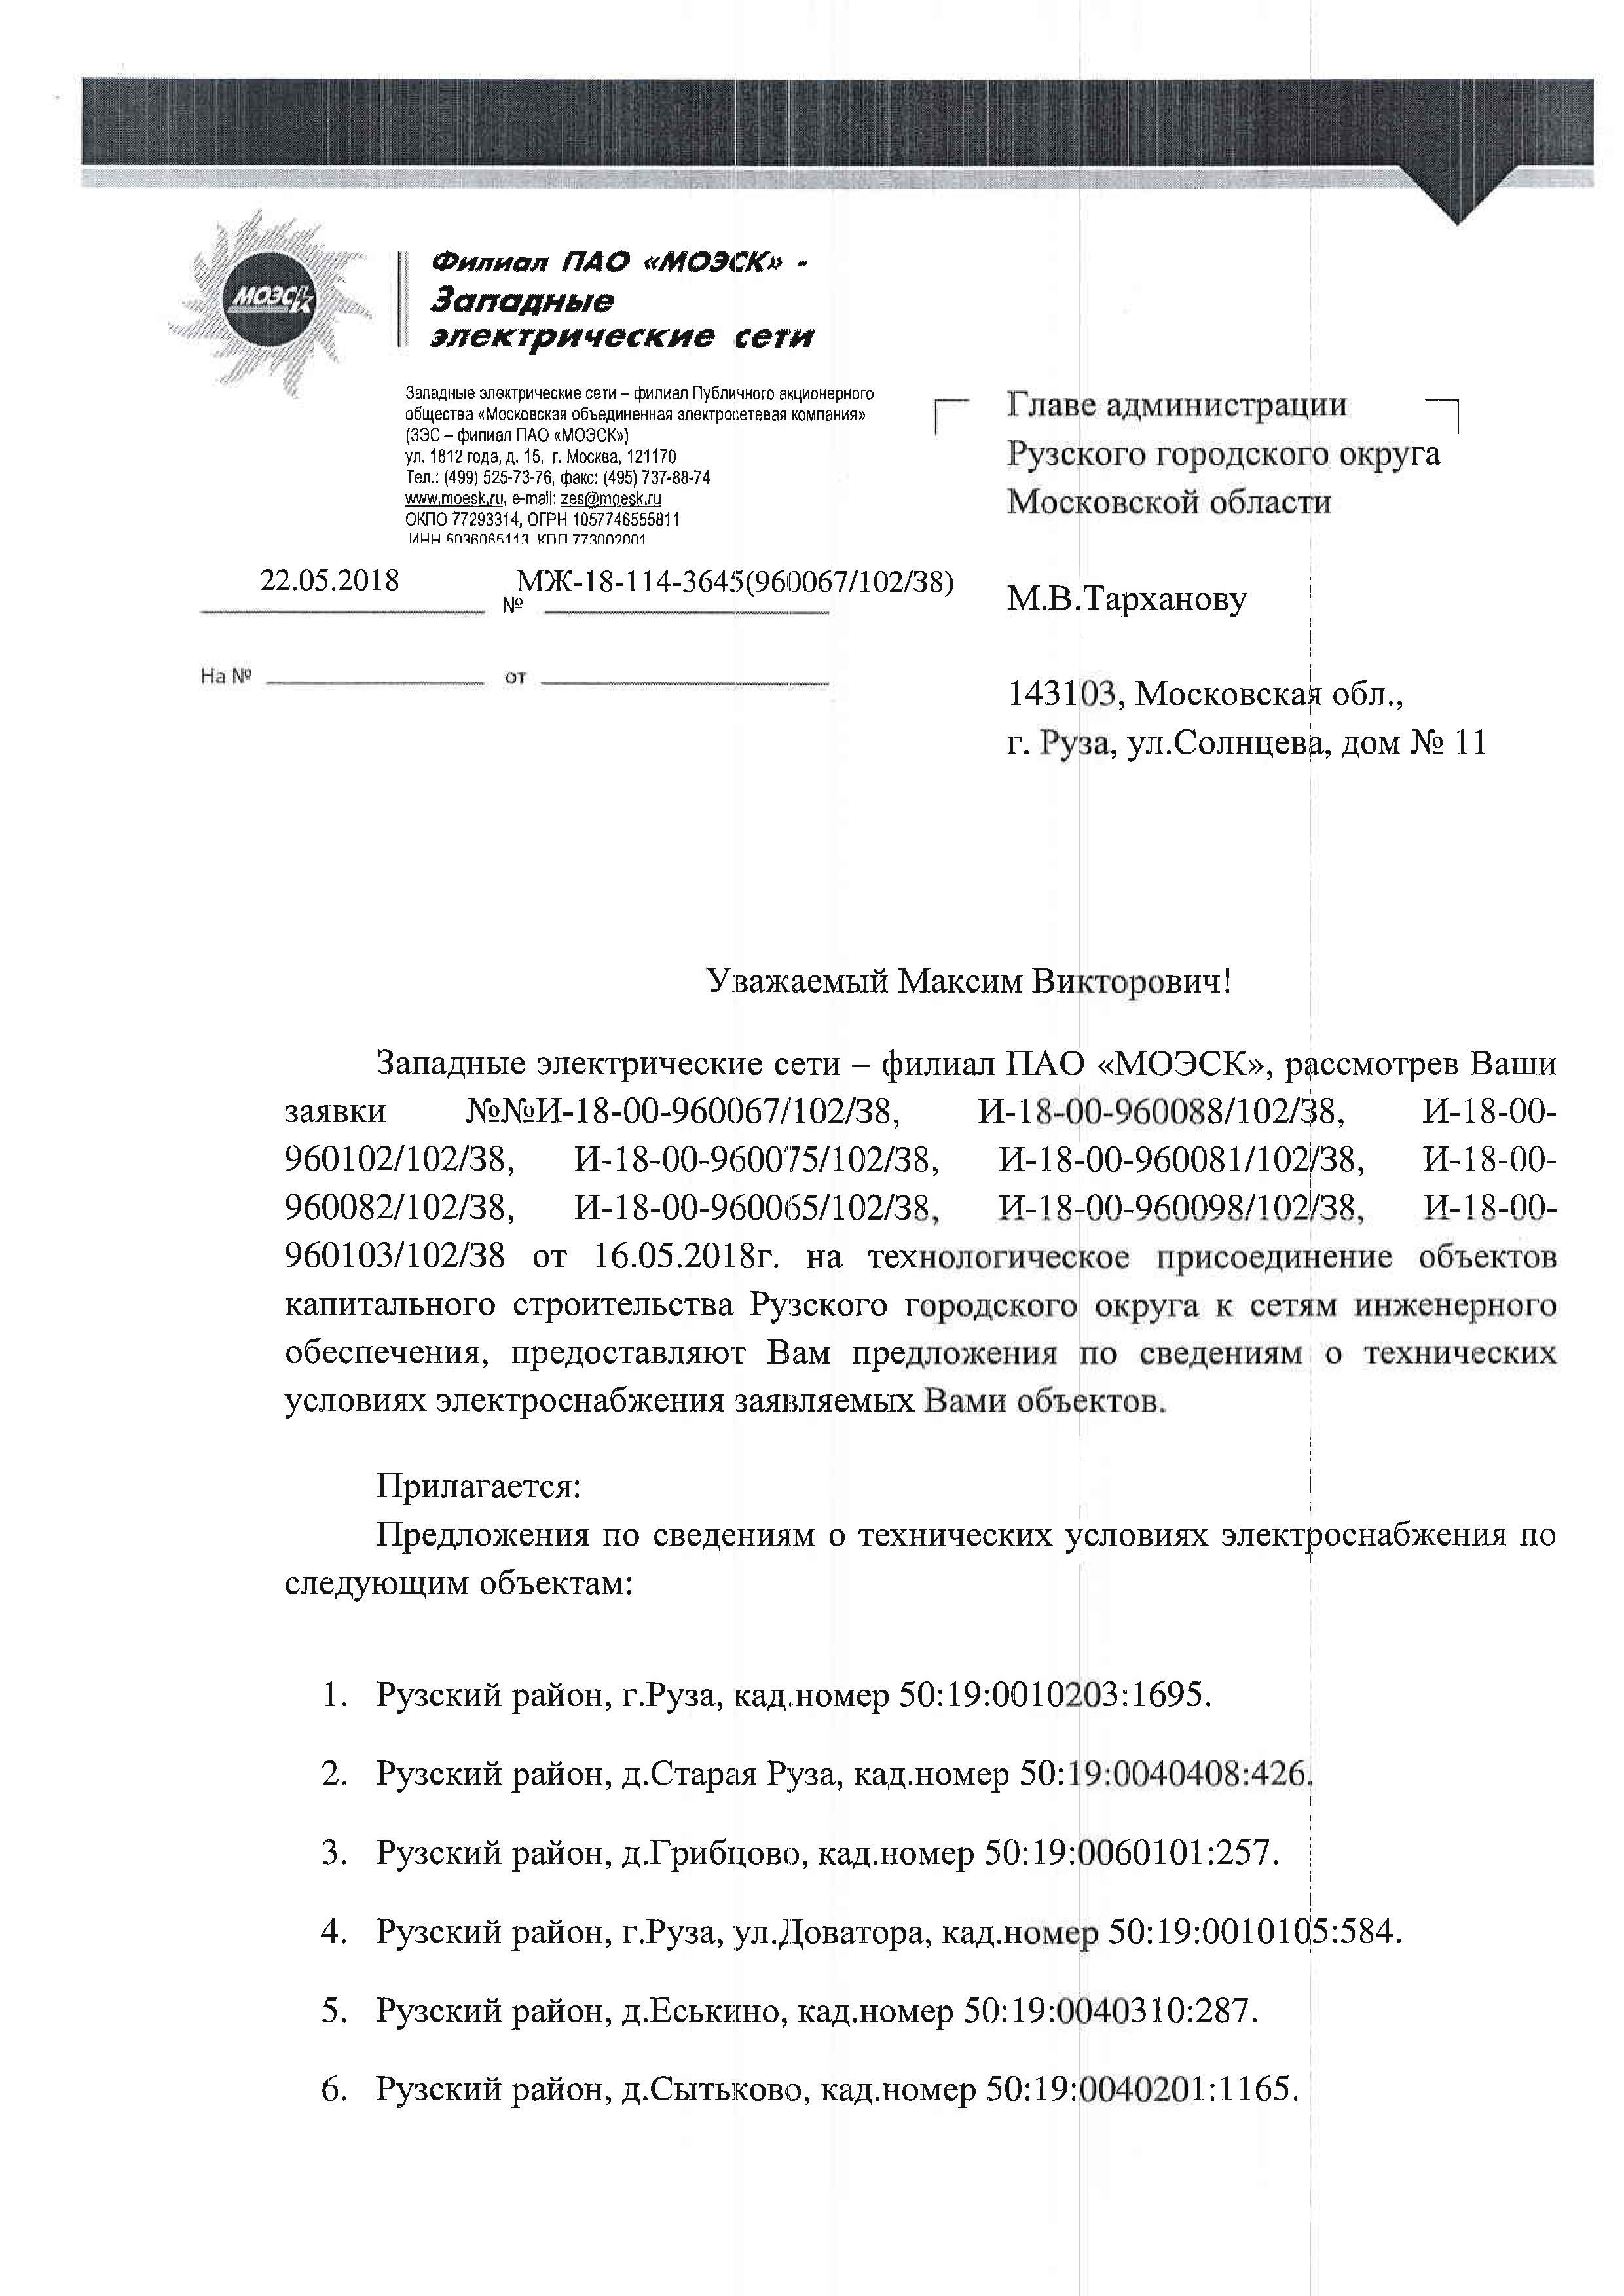 МОЭСК
Филиал ПАО «МОЭСК» -
Западные
электрические сети
Западные электрические сети – филиал Публичного акционерного
общества «Московская объединенная электросетевая компания»
(ЗЭС – филиал ПАО «МОЭСК»)
ул. 1812 года, д. 15, г. Москва, 121170
Тел.: (499) 525-73-76, факс: (495) 737-88-74
www.moesk.ru, e-mail: zes@moesk.ru
ОКПО 77293314, ОГРН 1057746555811
ИНН 5036065113 КПП 773002001
22.05.2018 МЖ-18-114-3645(960067/102/38)
№
На № от
Главе администрации
Рузского городского округа
Московской области
М.В.Тарханову
143103, Московская обл.,
г. Руза, ул.Солнцева, дом № 11
Уважаемый Максим Викторович!
Западные электрические сети – филиал ПАО «МОЭСК», рассмотрев Ваши
заявки №№И-18-00-960067/102/38, И-18-00-960088/102/38, И-18-00-
960102/102/38, И-18-00-960075/102/38, И-18-00-960081/102/38, И-18-00-
960082/102/38, И-18-00-960065/102/38, И-18-00-960098/102/38, И-18-00-
960103/102/38 от 16.05.2018г. на технологическое присоединение объектов
капитального строительства Рузского городского округа к сетям инженерного
обеспечения, предоставляют Вам предложения по сведениям о технических
условиях электроснабжения заявляемых Вами объектов.
Прилагается:
Предложения по сведениям о технических условиях электроснабжения по
следующим объектам:
1. Рузский район, г.Руза, кад.номер 50:19:0010203:1695.
2. Рузский район, д.Старая Руза, кад.номер 50:19:0040408:426.
3. Рузский район, д.Грибцово, кад.номер 50:19:0060101:257.
4. Рузский район, г.Руза, ул.Доватора, кад.номер 50:19:0010105:584.
5. Рузский район, д.Еськино, кад.номер 50:19:0040310:287.
6. Рузский район, д.Сытьково, кад.номер 50:19:0040201:1165.